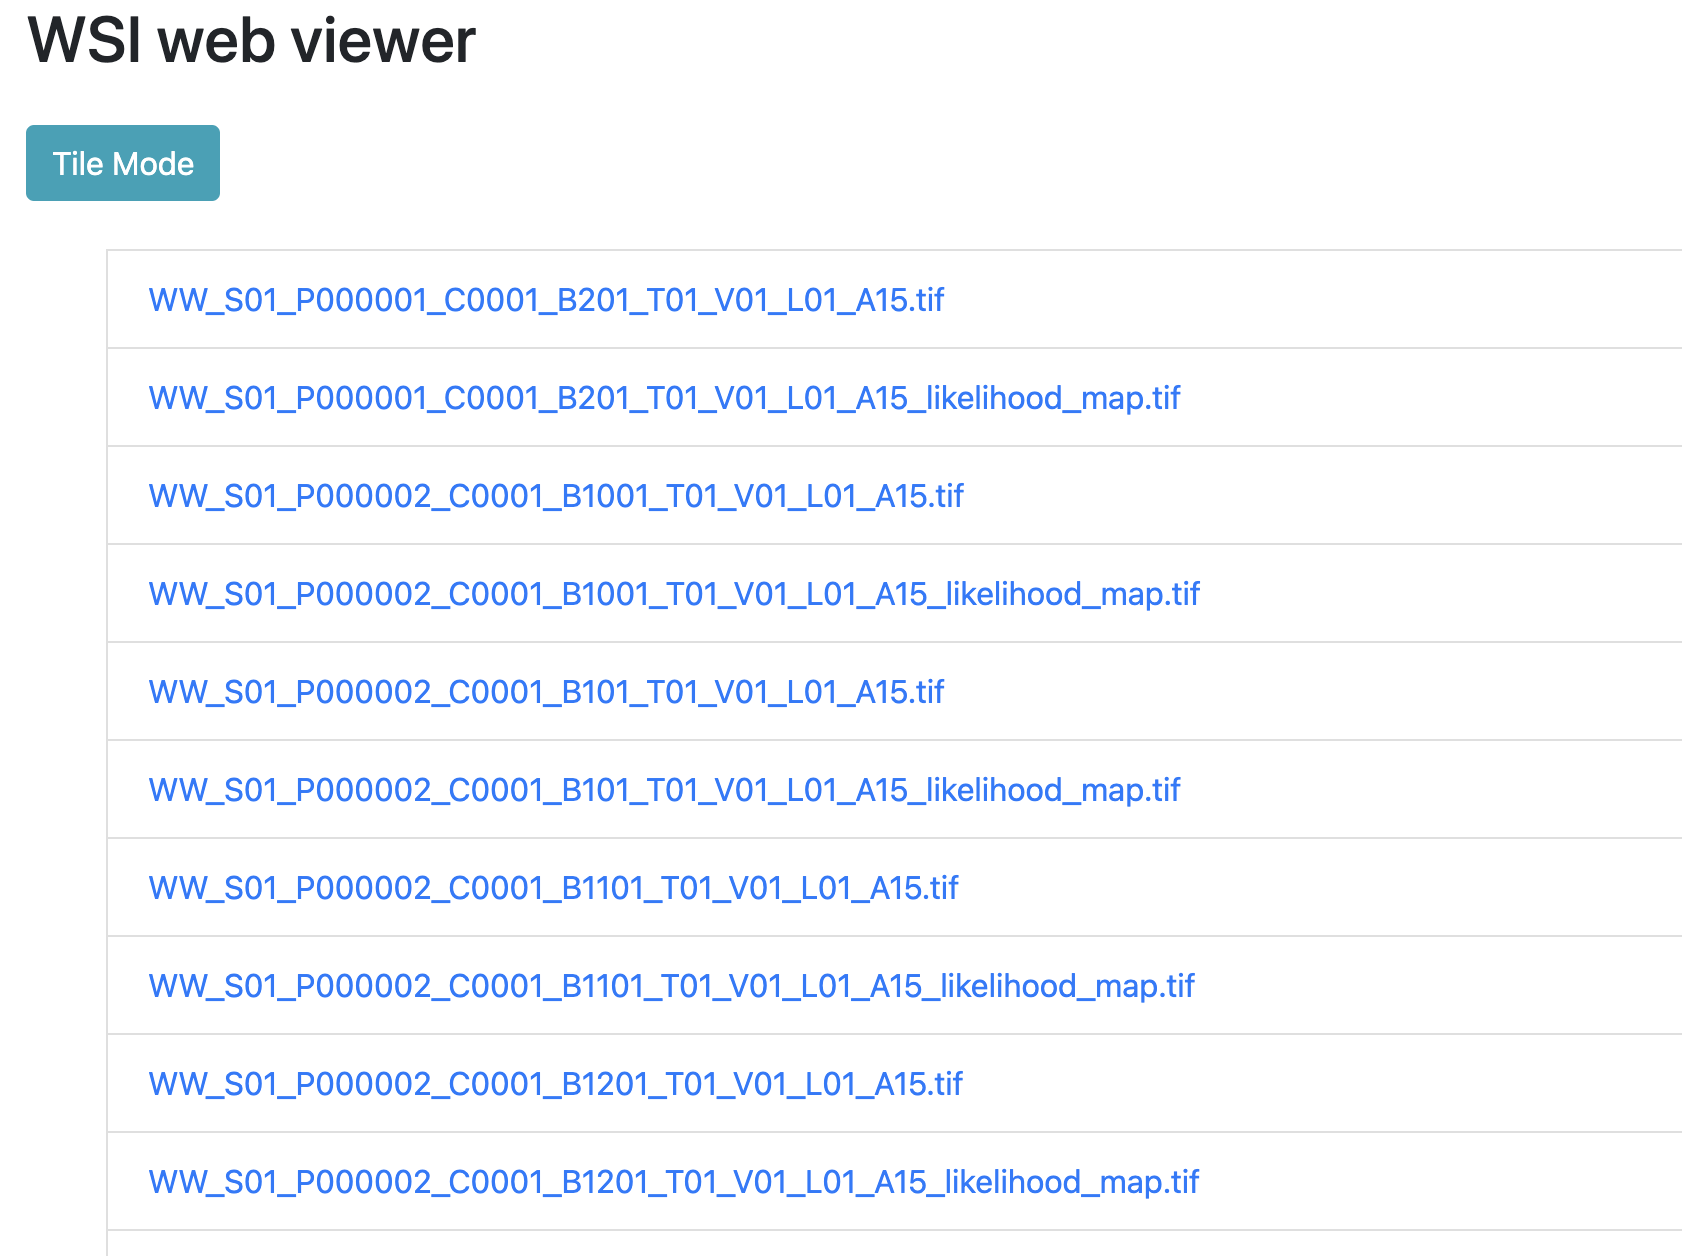 WSI web viewer
Tile Mode
WW_S01_P000001_C0001_B201_T01_V01_L01_A15.tif
WW_S01_P000001_C0001_B201_T01_V01_L01_A15_likelihood_map.tif
WW_S01_P000002_C0001_B1001_T01_V01_L01_A15.tif
WW_S01_P000002_C0001_B1001_T01_V01_L01_A15_likelihood_map.tif
WW_S01_P000002_C0001_B101_T01_V01_L01_A15.tif
WW_S01_P000002_C0001_B101_T01_V01_L01_A15_likelihood_map.tif
WW_S01_P000002_C0001_B1101_T01_V01_L01_A15.tif
WW_S01_P000002_C0001_B1101_T01_V01_L01_A15_likelihood_map.tif
WW_S01_P000002_C0001_B1201_T01_V01_L01_A15.tif
WW_S01_P000002_C0001_B1201_T01_V01_L01_A15_likelihood_map.tif